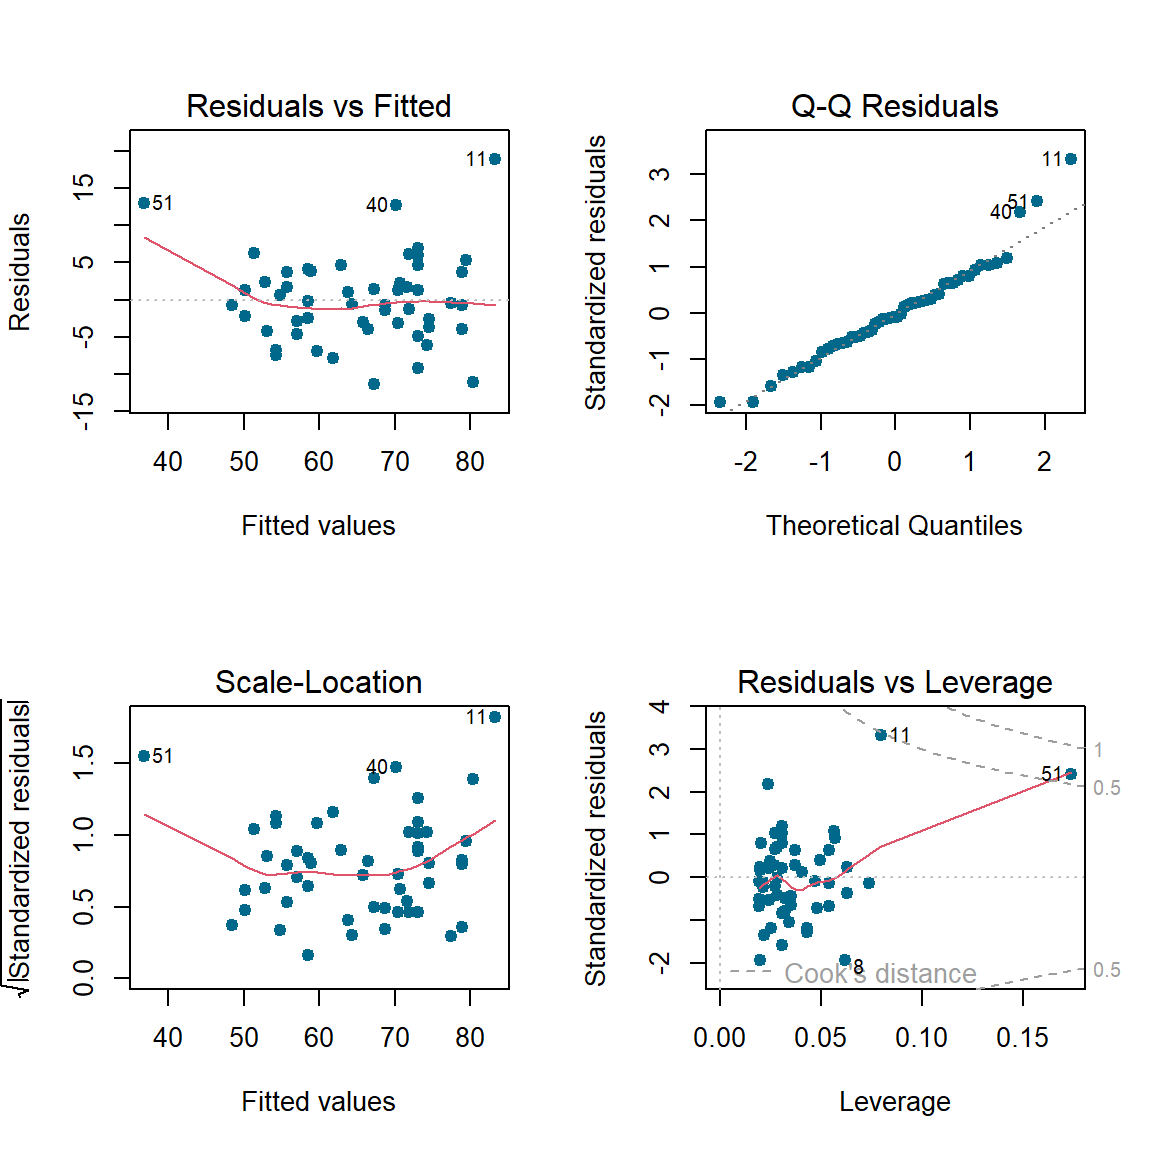 Residuals vs Fitted
Residuals
15
5
-5
-15
51
40
11
40 50 60 70 80
Fitted values
Q-Q Residuals
Standardized residuals
3
2
1
0
-1
-2
11
51
40
-2 -1 0 1 2
Theoretical Quantiles
Scale-Location
√|Standardized residuals|
1.5
1.0
0.5
0.0
51
40
11
40 50 60 70 80
Fitted values
Residuals vs Leverage
Standardized residuals
4
3
2
1
0
-2
11
51
8
1
0.5
0.5
Cook's distance
0.00 0.05 0.10 0.15
Leverage